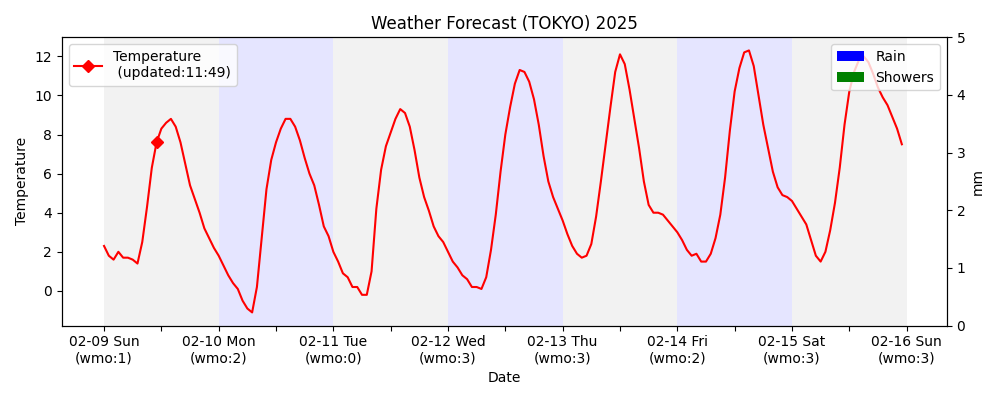 Weather Forecast (TOKYO) 2025
Temperature
(updated:11:49)
Rain
Showers
Temperature
12
10
8
6
4
2
0
5
4
3
2
1
0
mm
02-09 Sun
(wmo:1)
02-10 Mon
(wmo:2)
02-11 Tue
(wmo:0)
02-12 Wed
(wmo:3)
02-13 Thu
(wmo:3)
02-14 Fri
(wmo:2)
02-15 Sat
(wmo:3)
02-16 Sun
(wmo:3)
Date